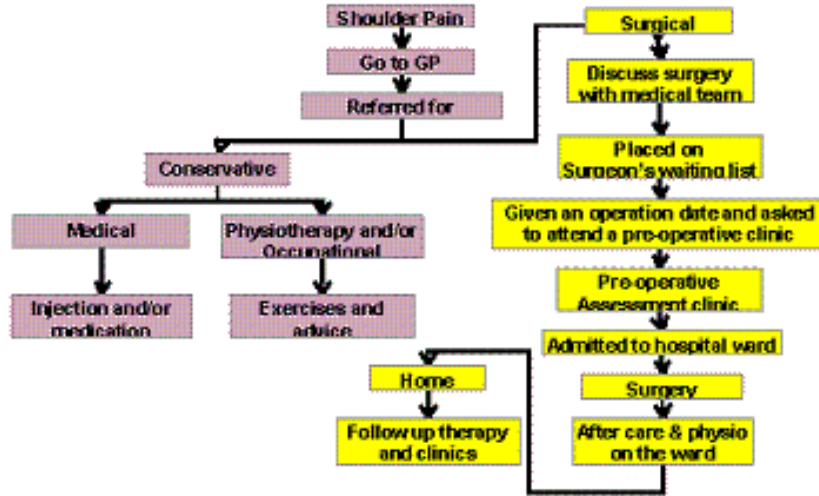 Shoulder Pain
Go to GP
Referred for
Conservative
Medical
Physiotherapy and/or
Occupational
Injection and/or
medication
Exercises and
advice
Surgical
Discuss surgery
with medical team
Placed on
Surgeon's waiting list
Given an operation date and asked
to attend a pre-operative clinic
Pre-operative
Assessment clinic
Admitted to hospital ward
Surgery
After care & physio
on the ward
Home
Follow up therapy
and clinics